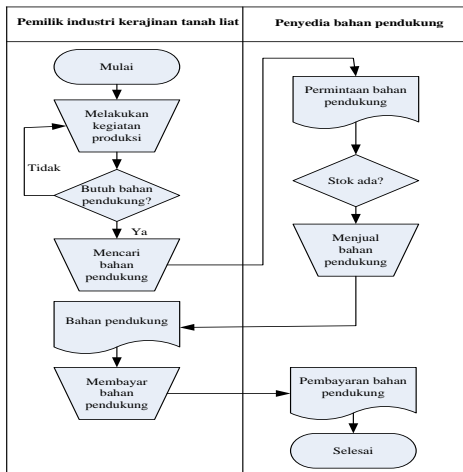 Pemilik industri kerajinan tanah liat
Penyedia bahan pendukung
Mulai
Melakukan
kegiatan
produksi
Tidak
Butuh bahan
pendukung?
Ya
Mencari
bahan
pendukung
Permintaan bahan
pendukung
Stok ada?
Menjual
bahan
pendukung
Bahan pendukung
Membayar
bahan
pendukung
Pembayaran bahan
pendukung
Selesai